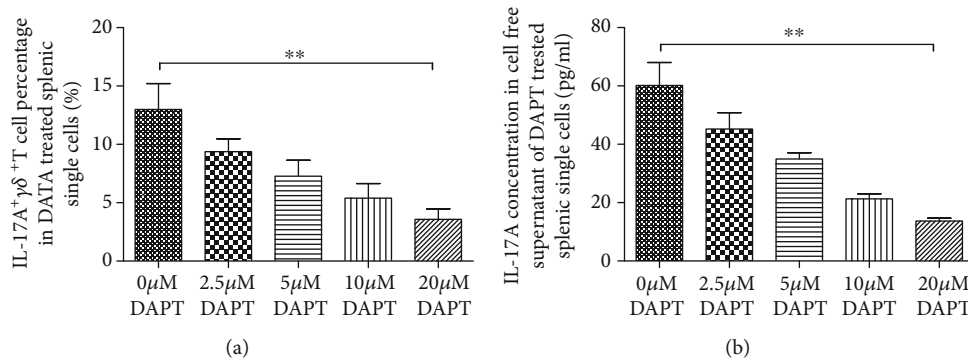 IL-17A⁺γδ ⁺T cell percentage
in DATA treated splenic
single cells (%)
20
15
10
5
0
**
0μM
DAPT
2.5μM
DAPT
5μM
DAPT
10μM
DAPT
20μM
DAPT
(a)
IL-17A concentration in cell free
supernatant of DAPT trested
splenic single cells (pg/ml)
80
60
40
20
0
**
0μM
DAPT
2.5μM
DAPT
5μM
DAPT
10μM
DAPT
20μM
DAPT
(b)